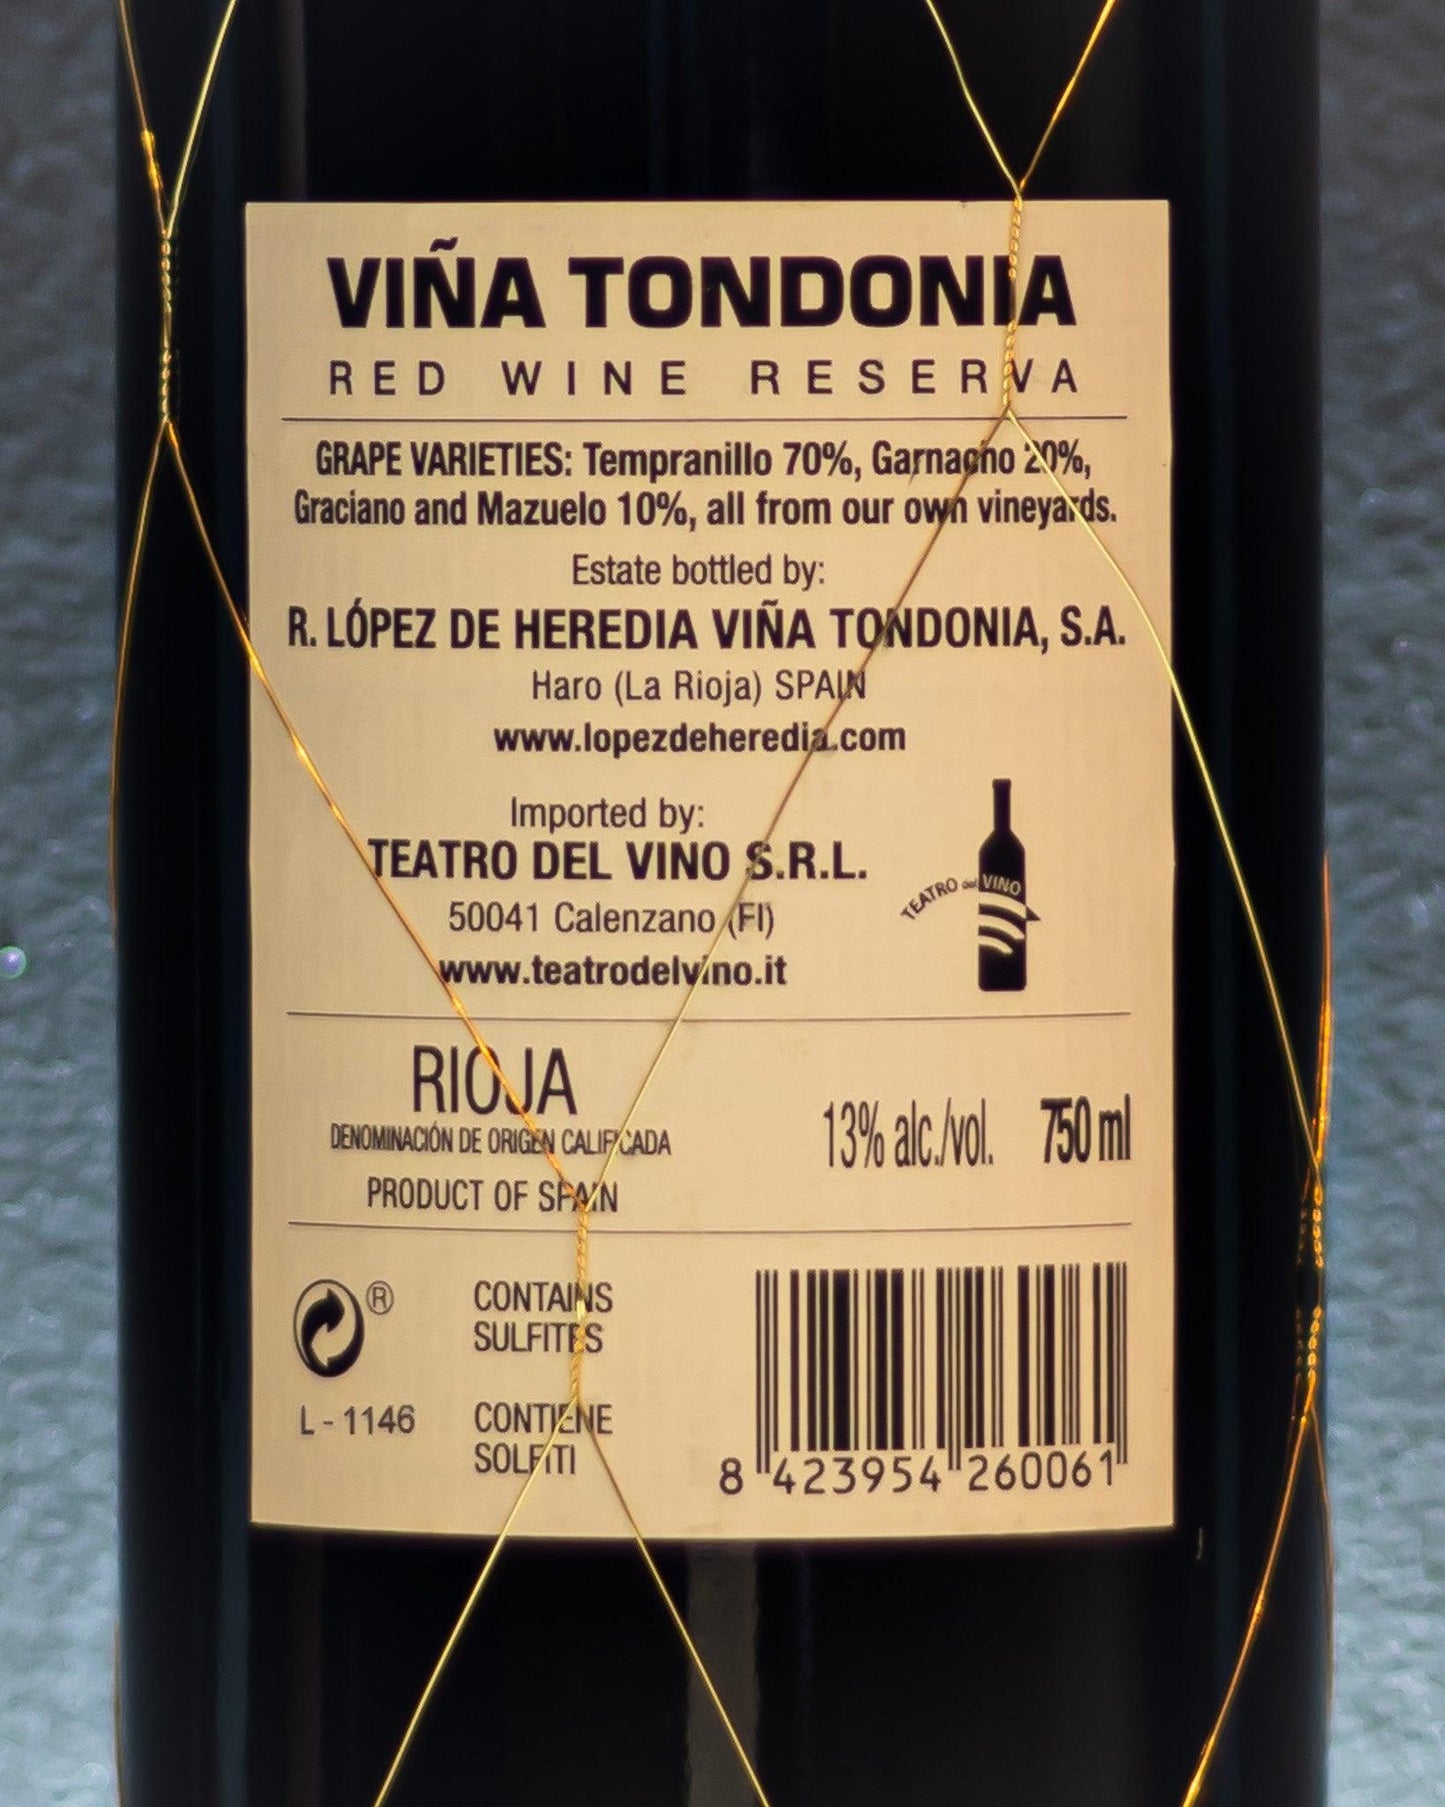 VIÑA TONDONIA
RED WINE RESERVA
GRAPE VARIETIES: Tempranillo 70%, Garnacho 20%,
Graciano and Mazuelo 10%, all from our own vineyards.
Estate bottled by:
R. LÓPEZ DE HEREDIA VIÑA TONDONIA, S.A.
Haro (La Rioja) SPAIN
www.lopezdeheredia.com
Imported by:
TEATRO DEL VINO S.R.L.
50041 Calenzano (FI)
www.teatrodelvino.it
TEATRO del VINO
RIOJA
DENOMINACIÓN DE ORIGEN CALIFICADA
PRODUCT OF SPAIN
13% alc./vol. 750 ml
®
L - 1146
CONTAINS
SULFITES
CONTIENE
SOLFITI
8 423954 260061